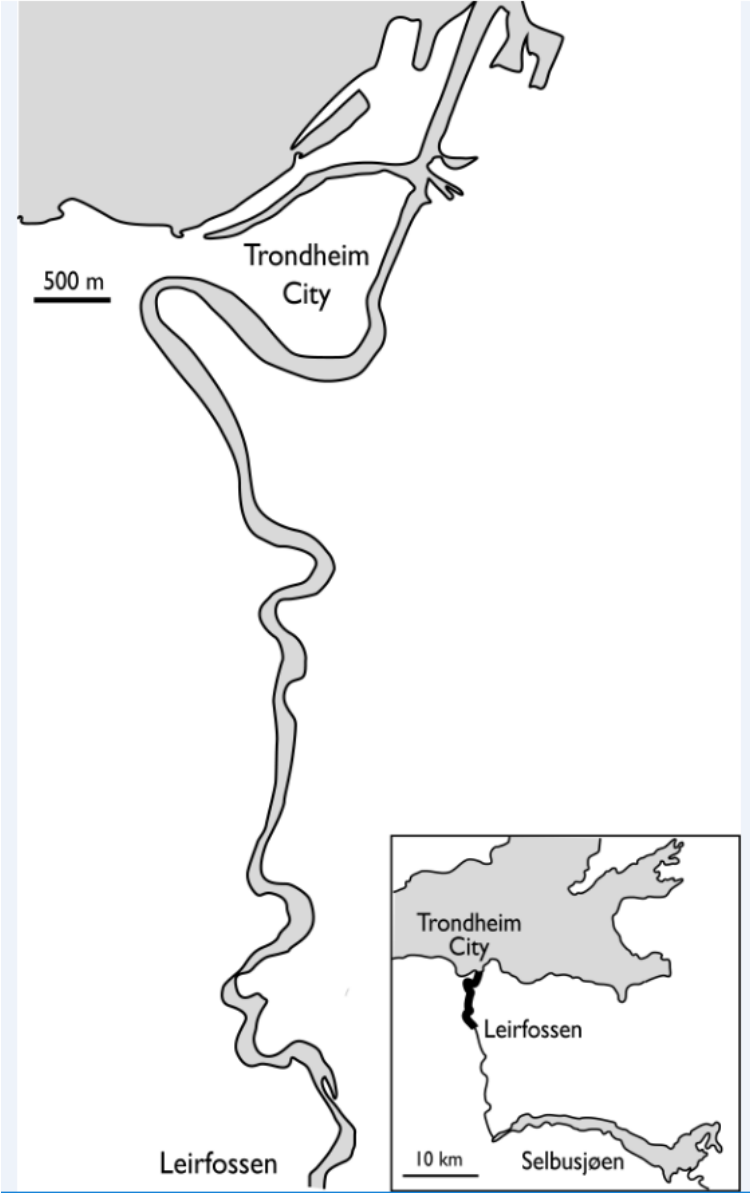 Trondheim
City
500 m
Leirfossen
Trondheim
City
Leirfossen
10 km
Selbusjøen